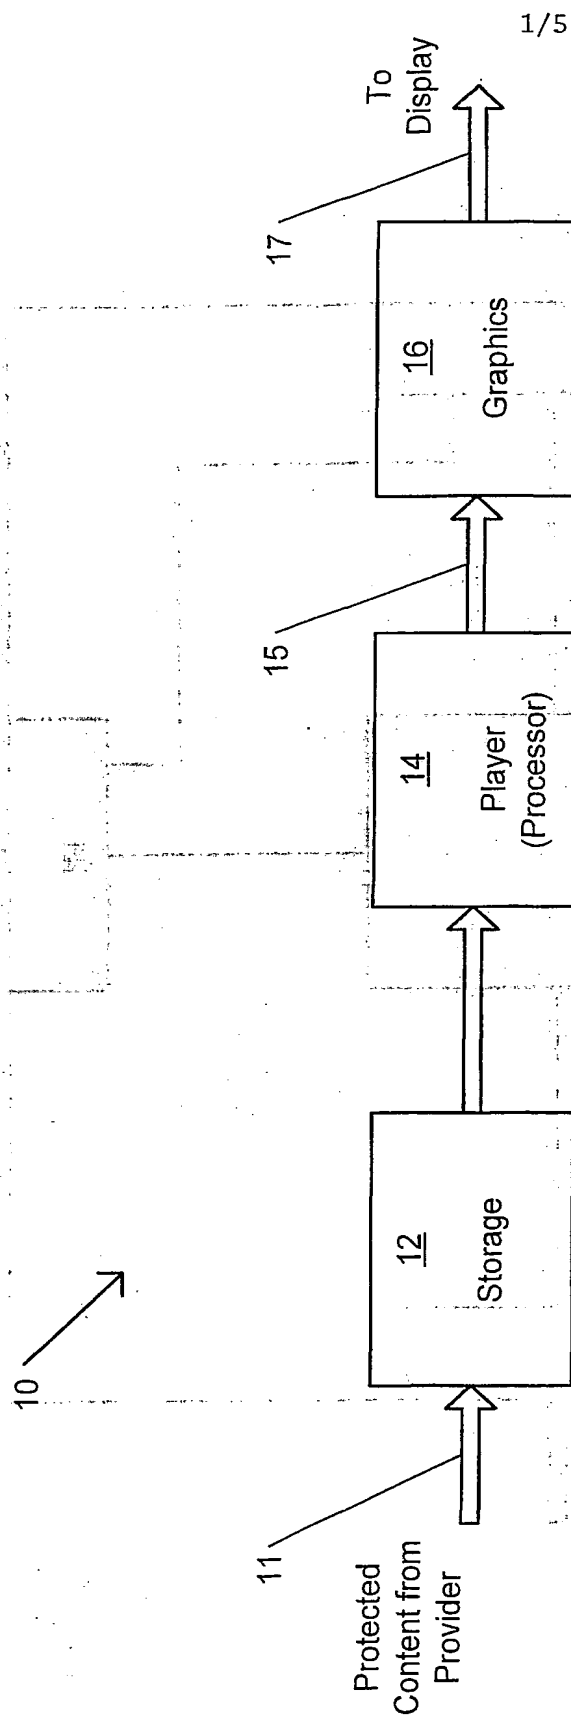 1/5
10
11
Protected
Content from
Provider
12
Storage
14
Player
(Processor)
15
16
Graphics
17
To
Display